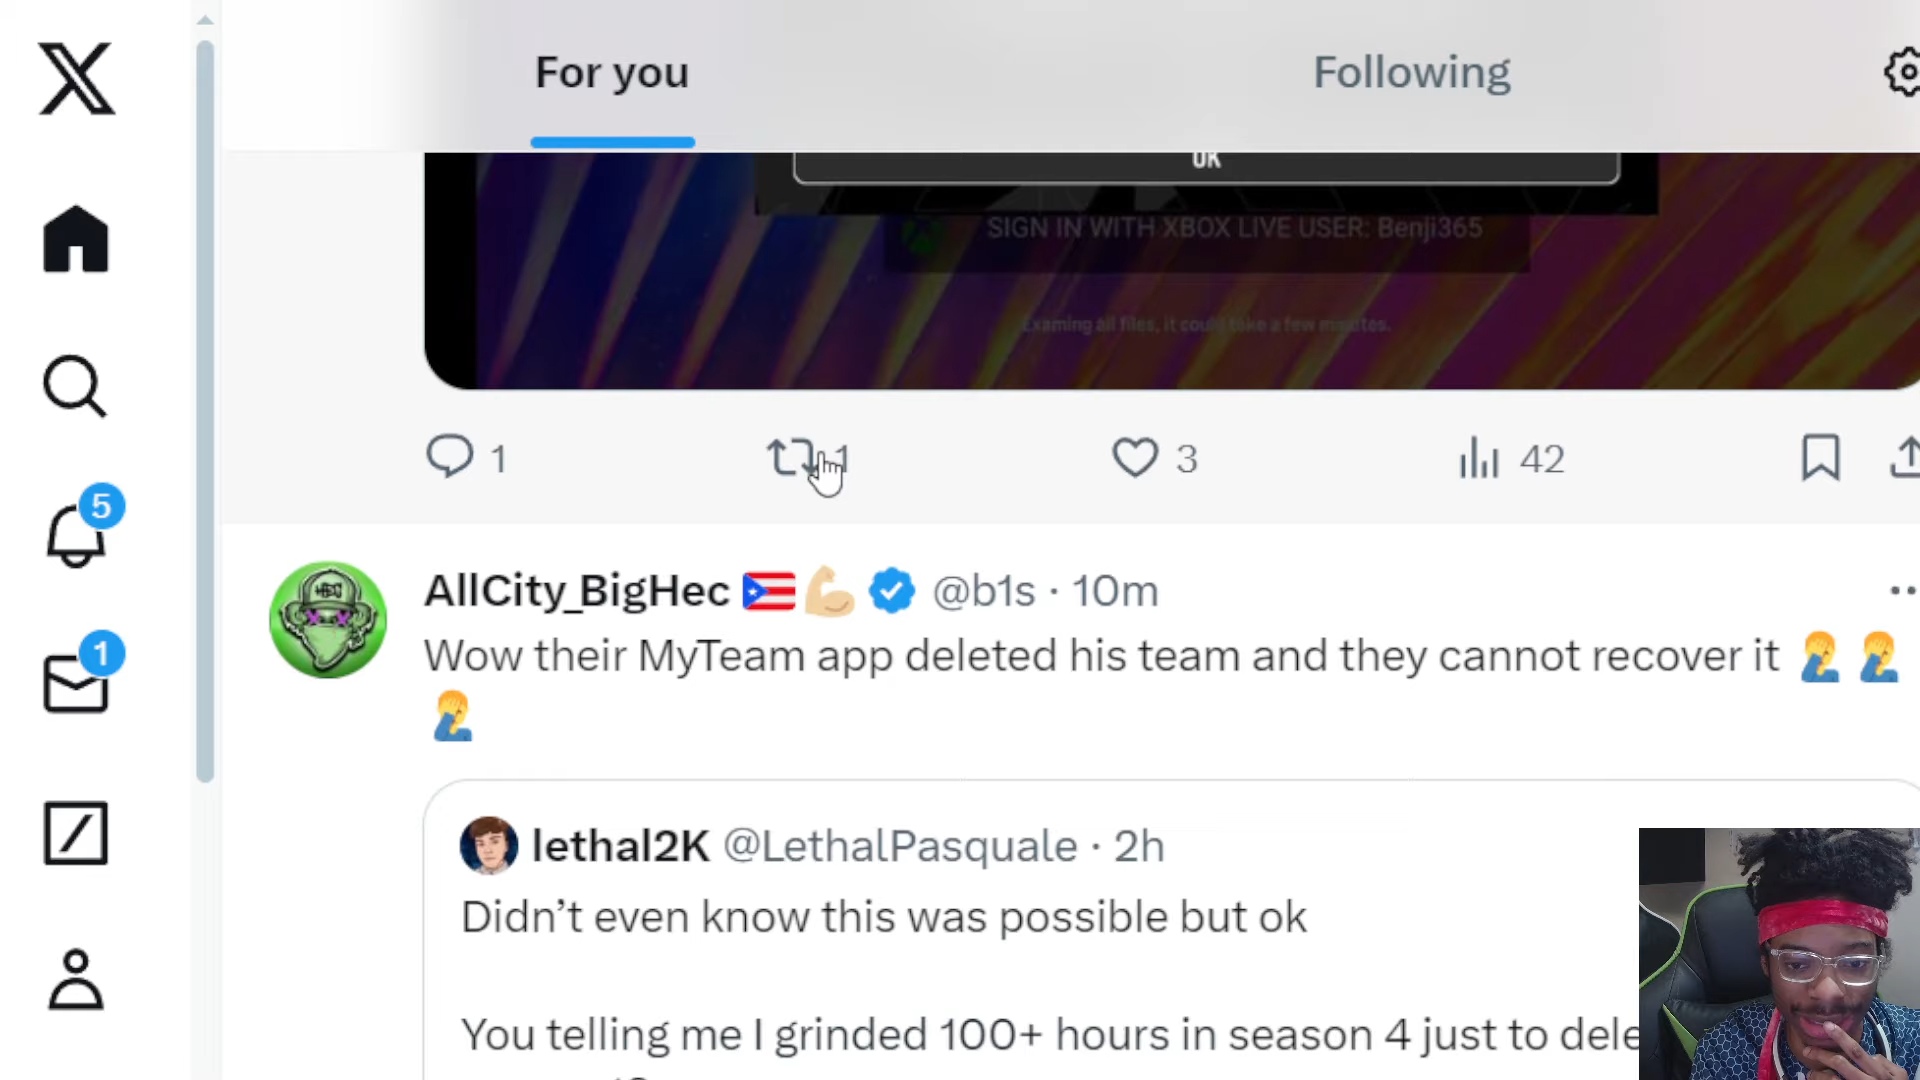 For you
Following
OK
SIGN IN WITH XBOX LIVE USER: Benji365
Examing all files, it could take a few minutes.
1
1
3
42
5
1
AllCity_BigHec @b1s · 10m
Wow their MyTeam app deleted his team and they cannot recover it
lethal2K @LethalPasquale · 2h
Didn’t even know this was possible but ok
You telling me I grinded 100+ hours in season 4 just to dele